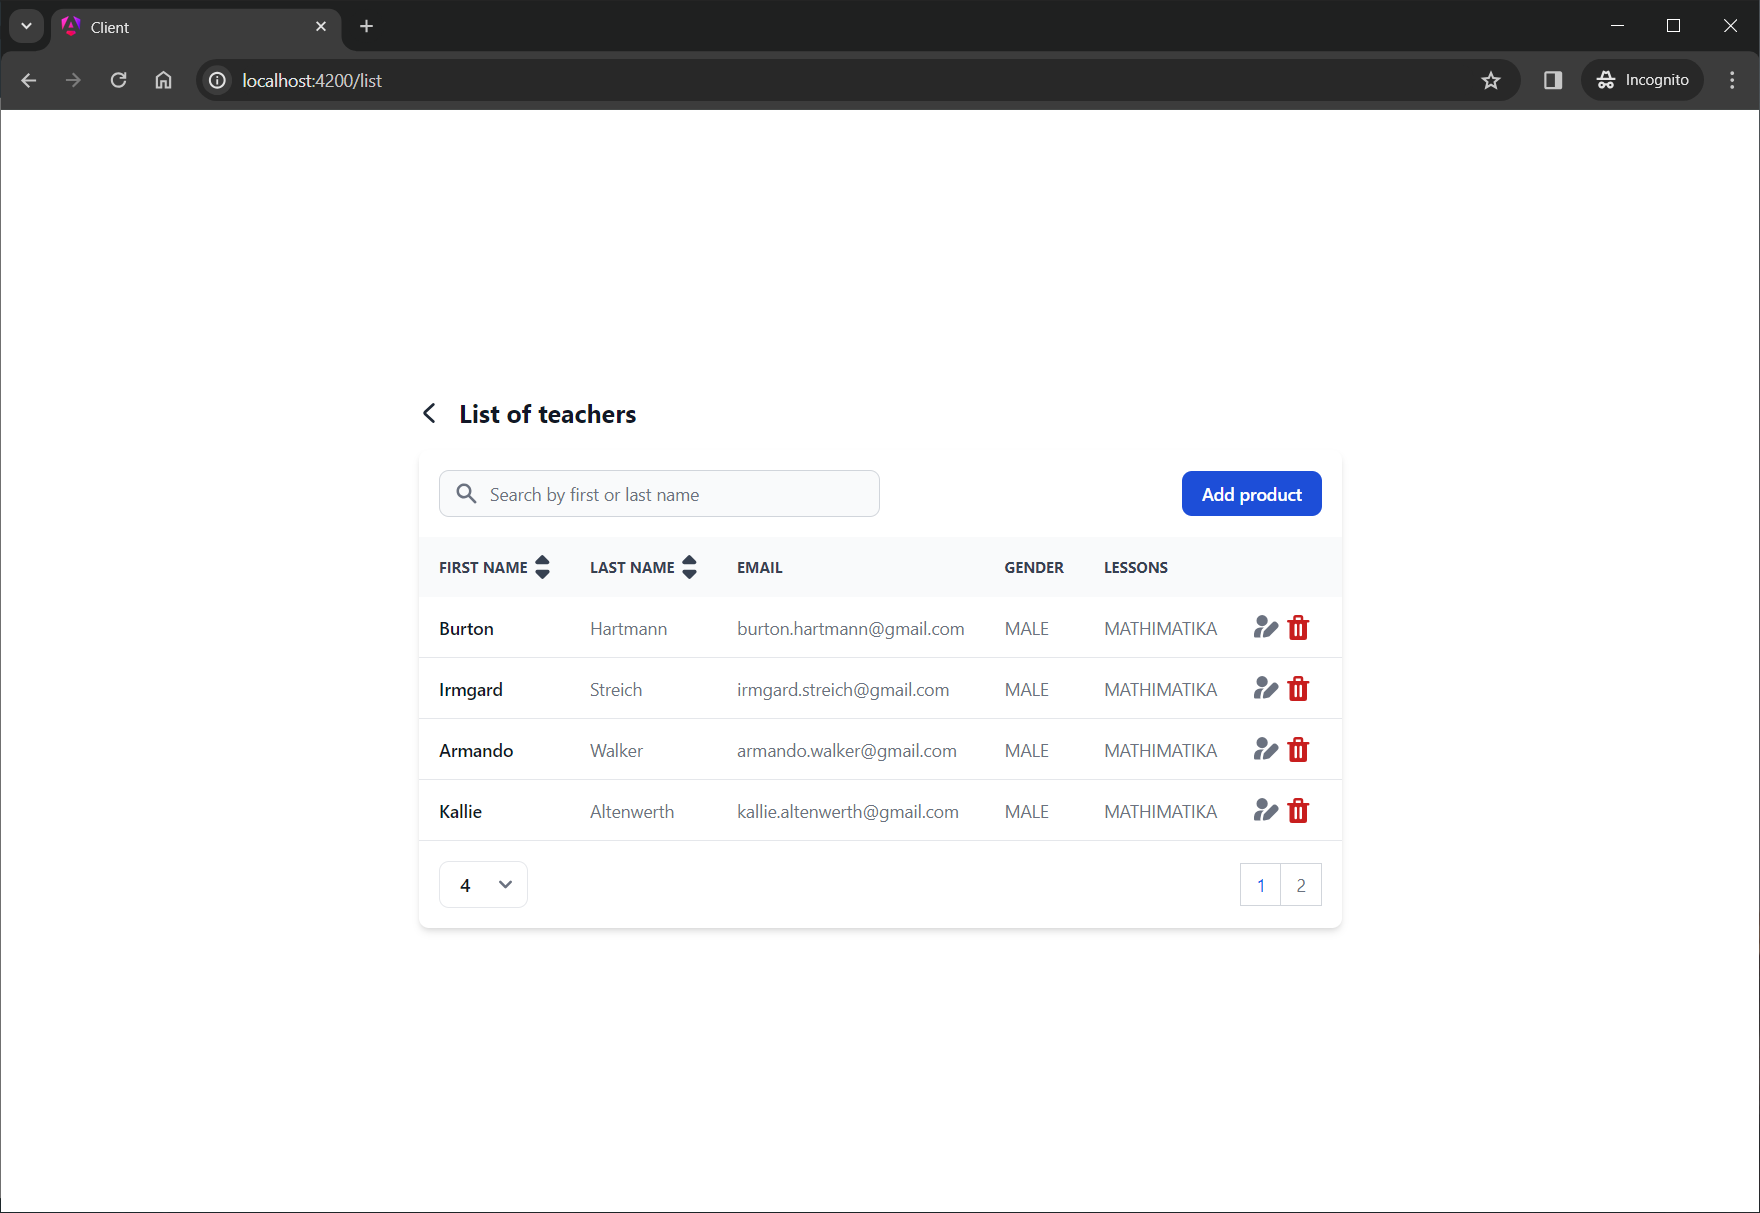 Client
localhost:4200/list
Incognito
List of teachers
Search by first or last name
Add product
FIRST NAME LAST NAME EMAIL GENDER LESSONS
Burton Hartmann burton.hartmann@gmail.com MALE MATHIMATIKA
Irmgard Streich irmgard.streich@gmail.com MALE MATHIMATIKA
Armando Walker armando.walker@gmail.com MALE MATHIMATIKA
Kallie Altenwerth kallie.altenwerth@gmail.com MALE MATHIMATIKA
4
1 2